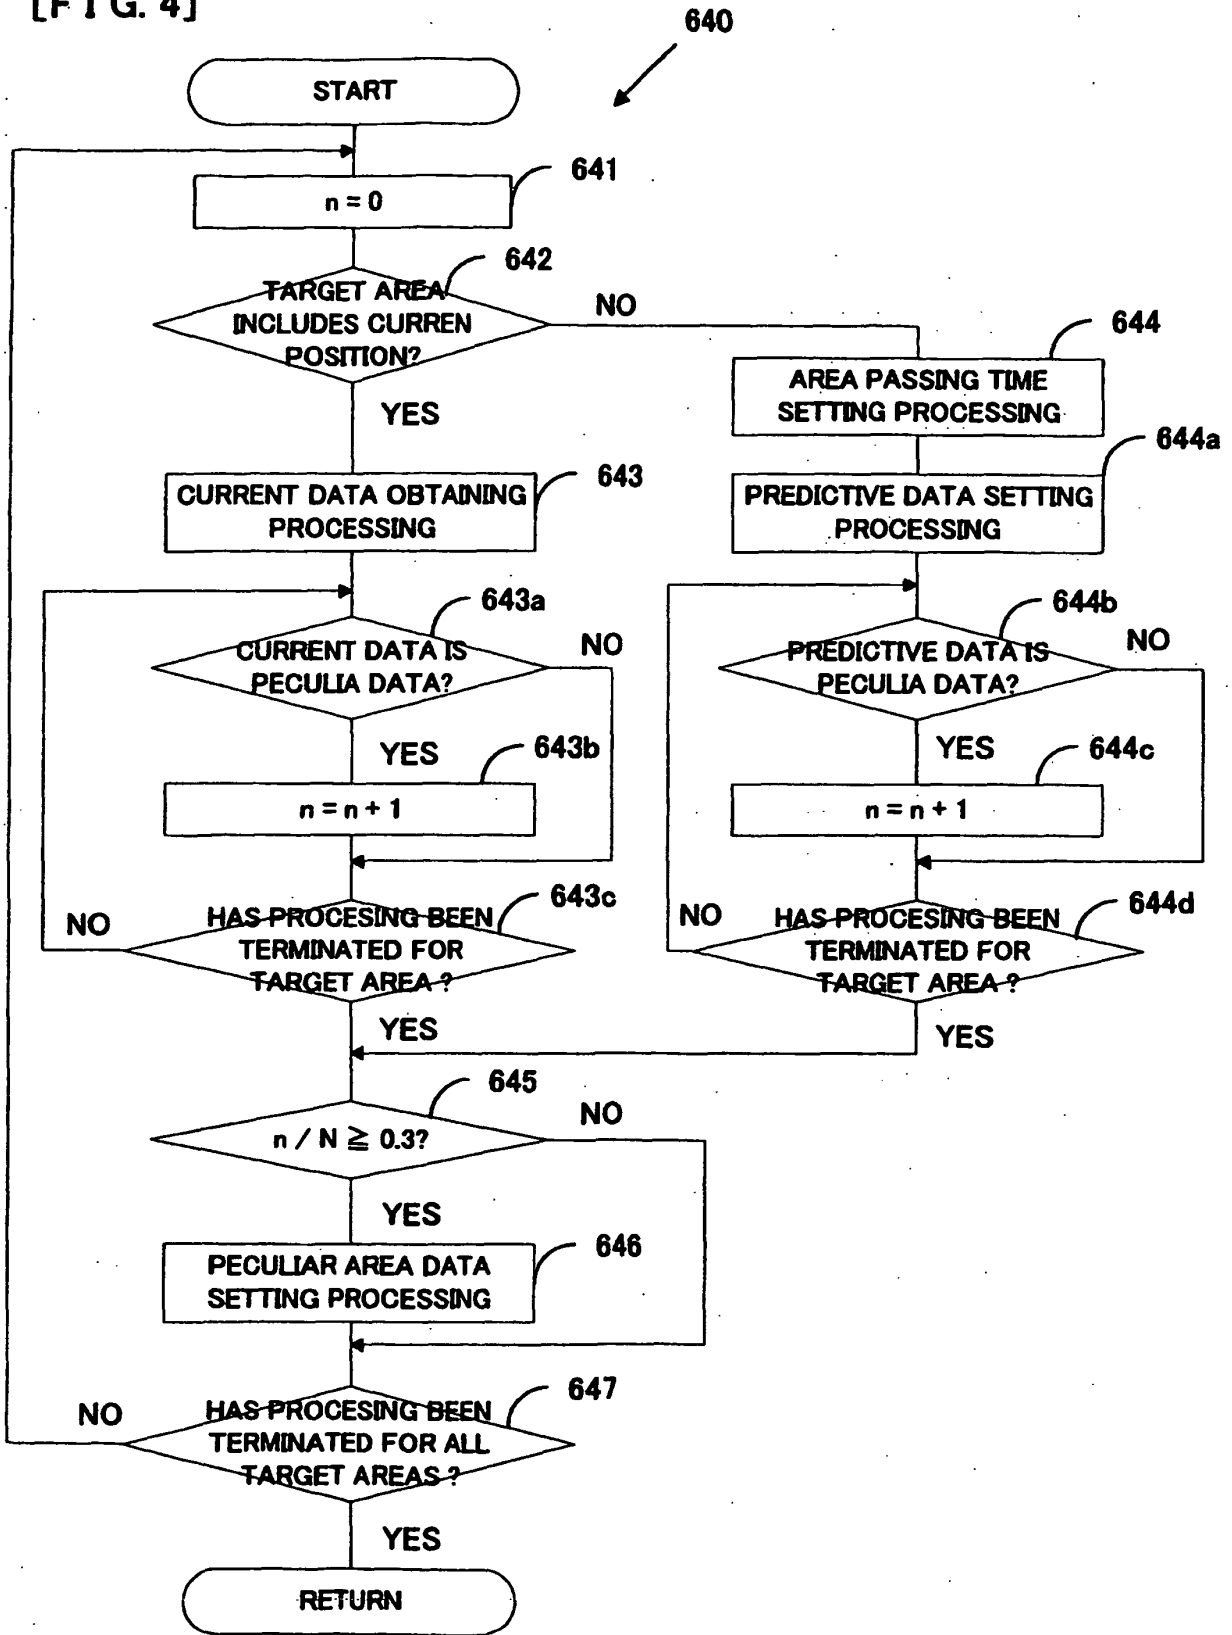 [FIG. 4]
640
START
641
n = 0
642
TARGET AREA
INCLUDES CURREN
POSITION?
NO
YES
644
AREA PASSING TIME
SETTING PROCESSING
643
CURRENT DATA OBTAINING
PROCESSING
644a
PREDICTIVE DATA SETTING
PROCESSING
643a
CURRENT DATA IS
PECULIA DATA?
NO
YES
644b
PREDICTIVE DATA IS
PECULIA DATA?
NO
YES
643b
n = n + 1
644c
n = n + 1
643c
NO
HAS PROCESING BEEN
TERMINATED FOR
TARGET AREA ?
YES
644d
NO
HAS PROCESING BEEN
TERMINATED FOR
TARGET AREA ?
YES
645
n / N ≧ 0.3?
NO
YES
646
PECULIAR AREA DATA
SETTING PROCESSING
647
NO
HAS PROCESING BEEN
TERMINATED FOR ALL
TARGET AREAS ?
YES
RETURN